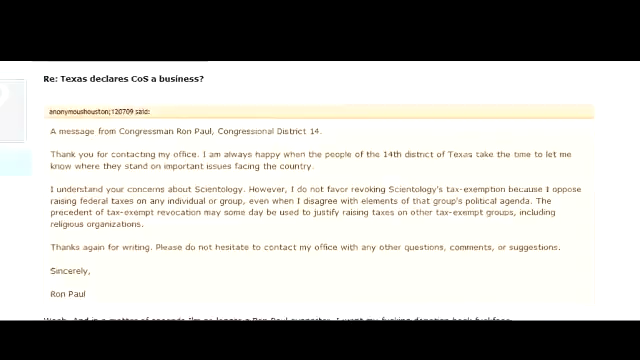 Re: Texas declares CoS a business?
anonymoushouston;120709 said:
A message from Congressman Ron Paul, Congressional District 14.
Thank you for contacting my office. I am always happy when the people of the 14th district of Texas take the time to let me
know where they stand on important issues facing the country.
I understand your concerns about Scientology. However, I do not favor revoking Scientology's tax-exemption because I oppose
raising federal taxes on any individual or group, even when I disagree with elements of that group's political agenda. The
precedent of tax-exempt revocation may some day be used to justify raising taxes on other tax-exempt groups, including
religious organizations.
Thanks again for writing. Please do not hesitate to contact my office with any other questions, comments, or suggestions.
Sincerely,
Ron Paul